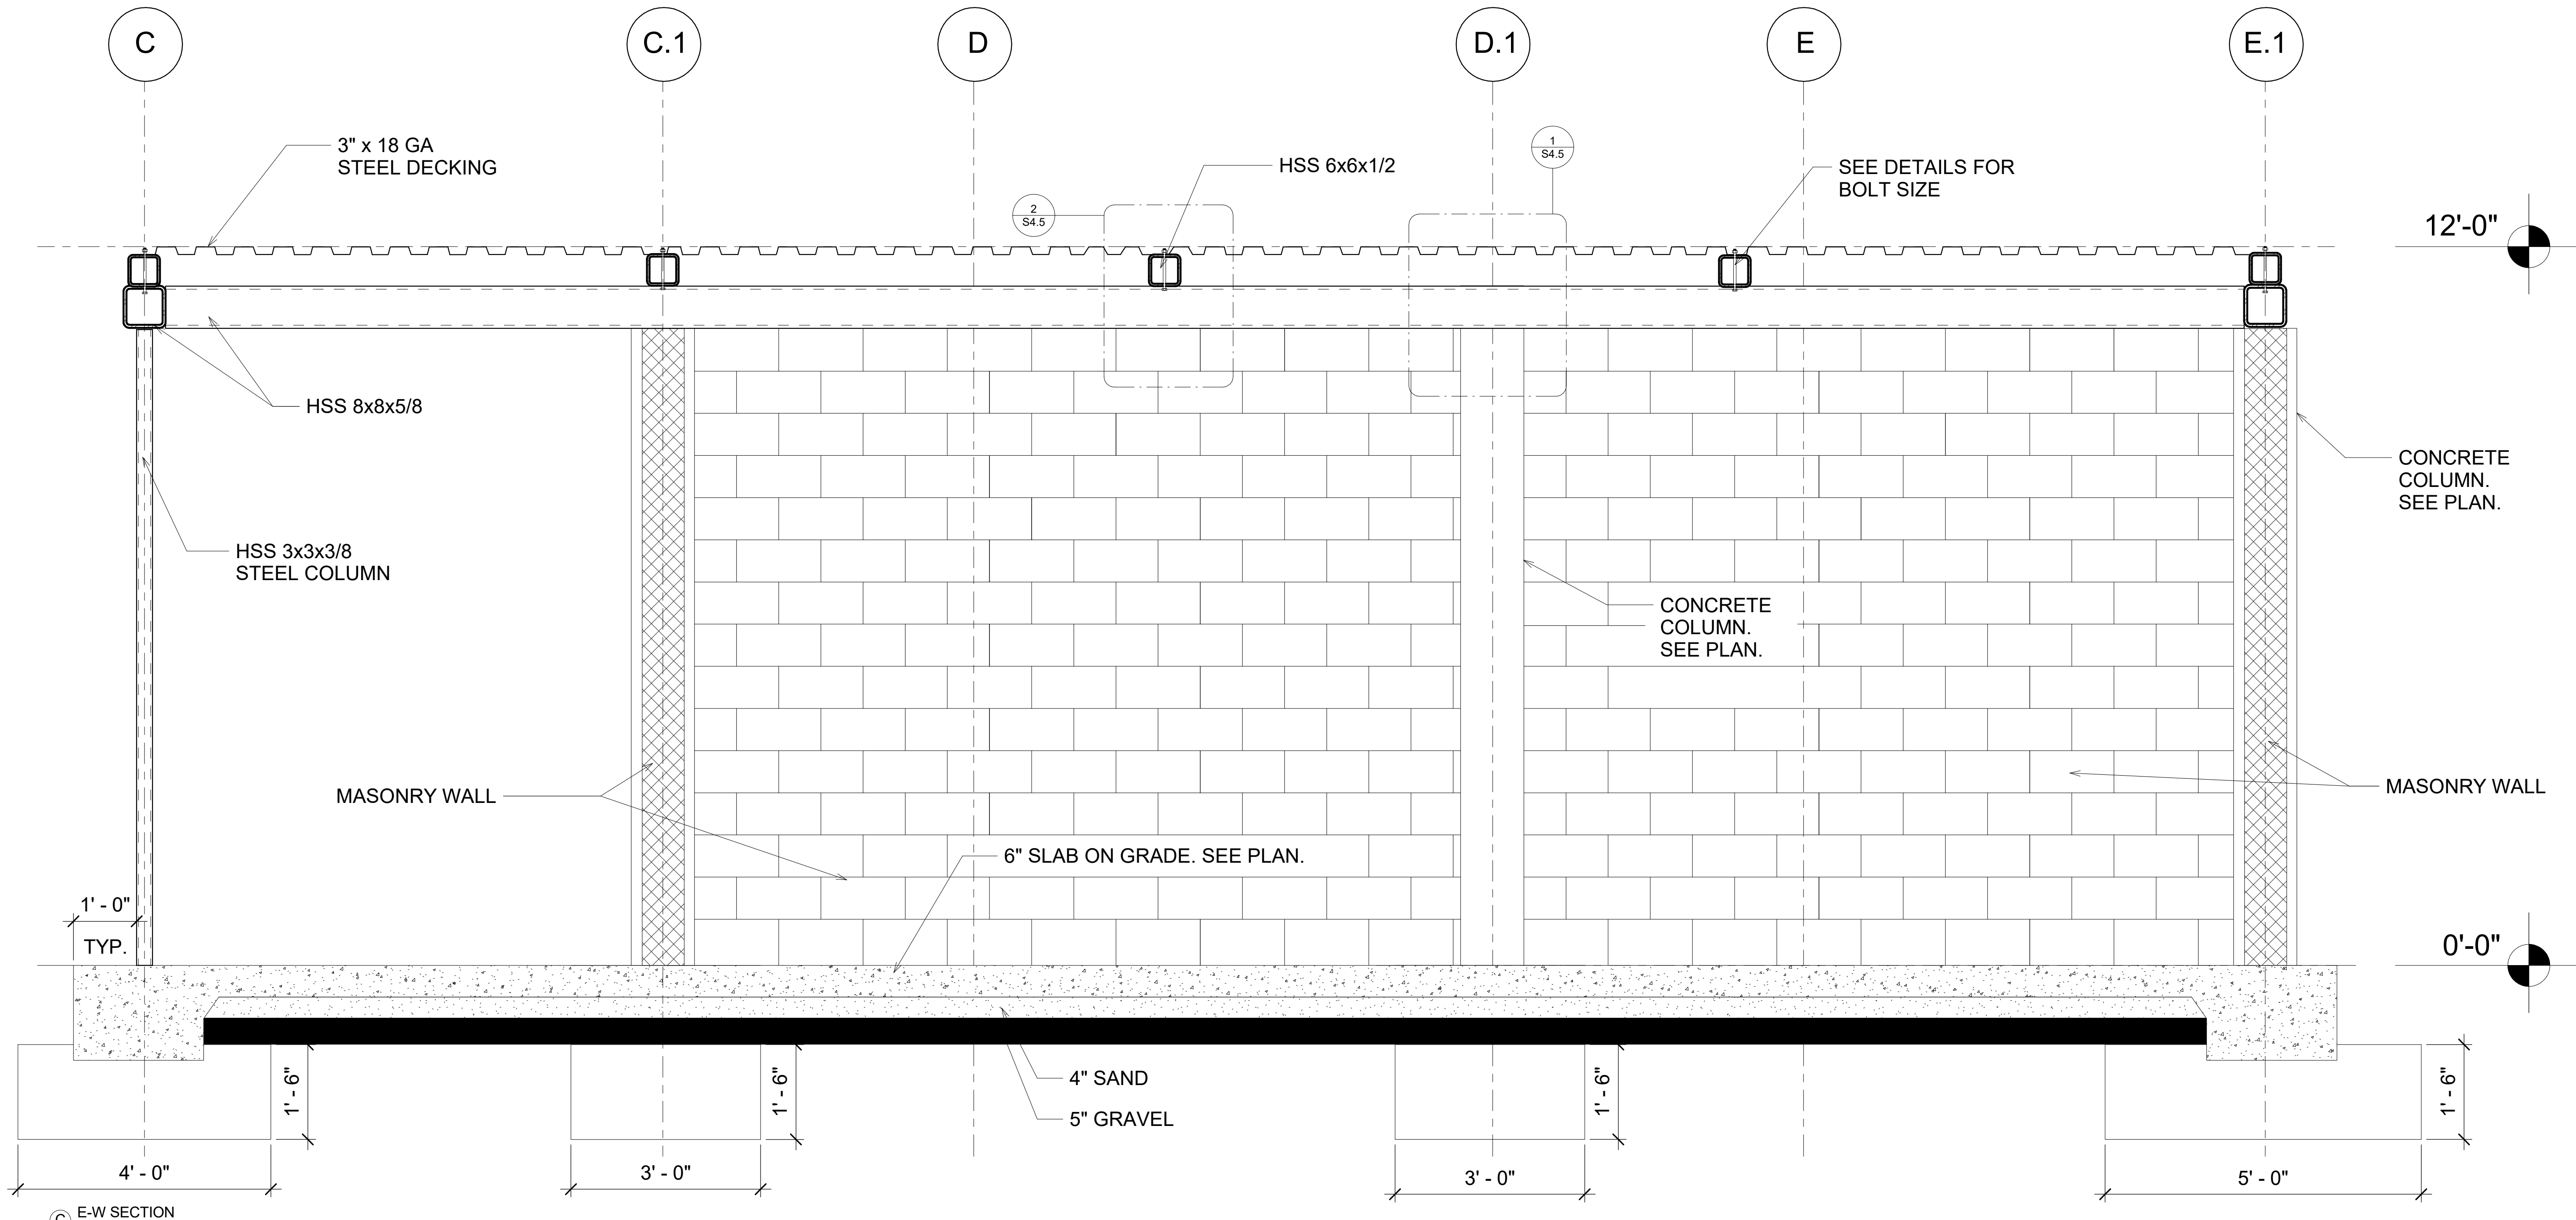 C
C.1
D
D.1
E
E.1
3" x 18 GA
STEEL DECKING
HSS 6x6x1/2
1
S4.5
SEE DETAILS FOR
BOLT SIZE
2
S4.5
12'-0"
HSS 8x8x5/8
CONCRETE
COLUMN.
SEE PLAN.
HSS 3x3x3/8
STEEL COLUMN
CONCRETE
COLUMN.
SEE PLAN.
MASONRY WALL
MASONRY WALL
6" SLAB ON GRADE. SEE PLAN.
1' - 0"
TYP.
0'-0"
4" SAND
5" GRAVEL
1' - 6"
1' - 6"
1' - 6"
1' - 6"
4' - 0"
3' - 0"
3' - 0"
5' - 0"
C
E-W SECTION